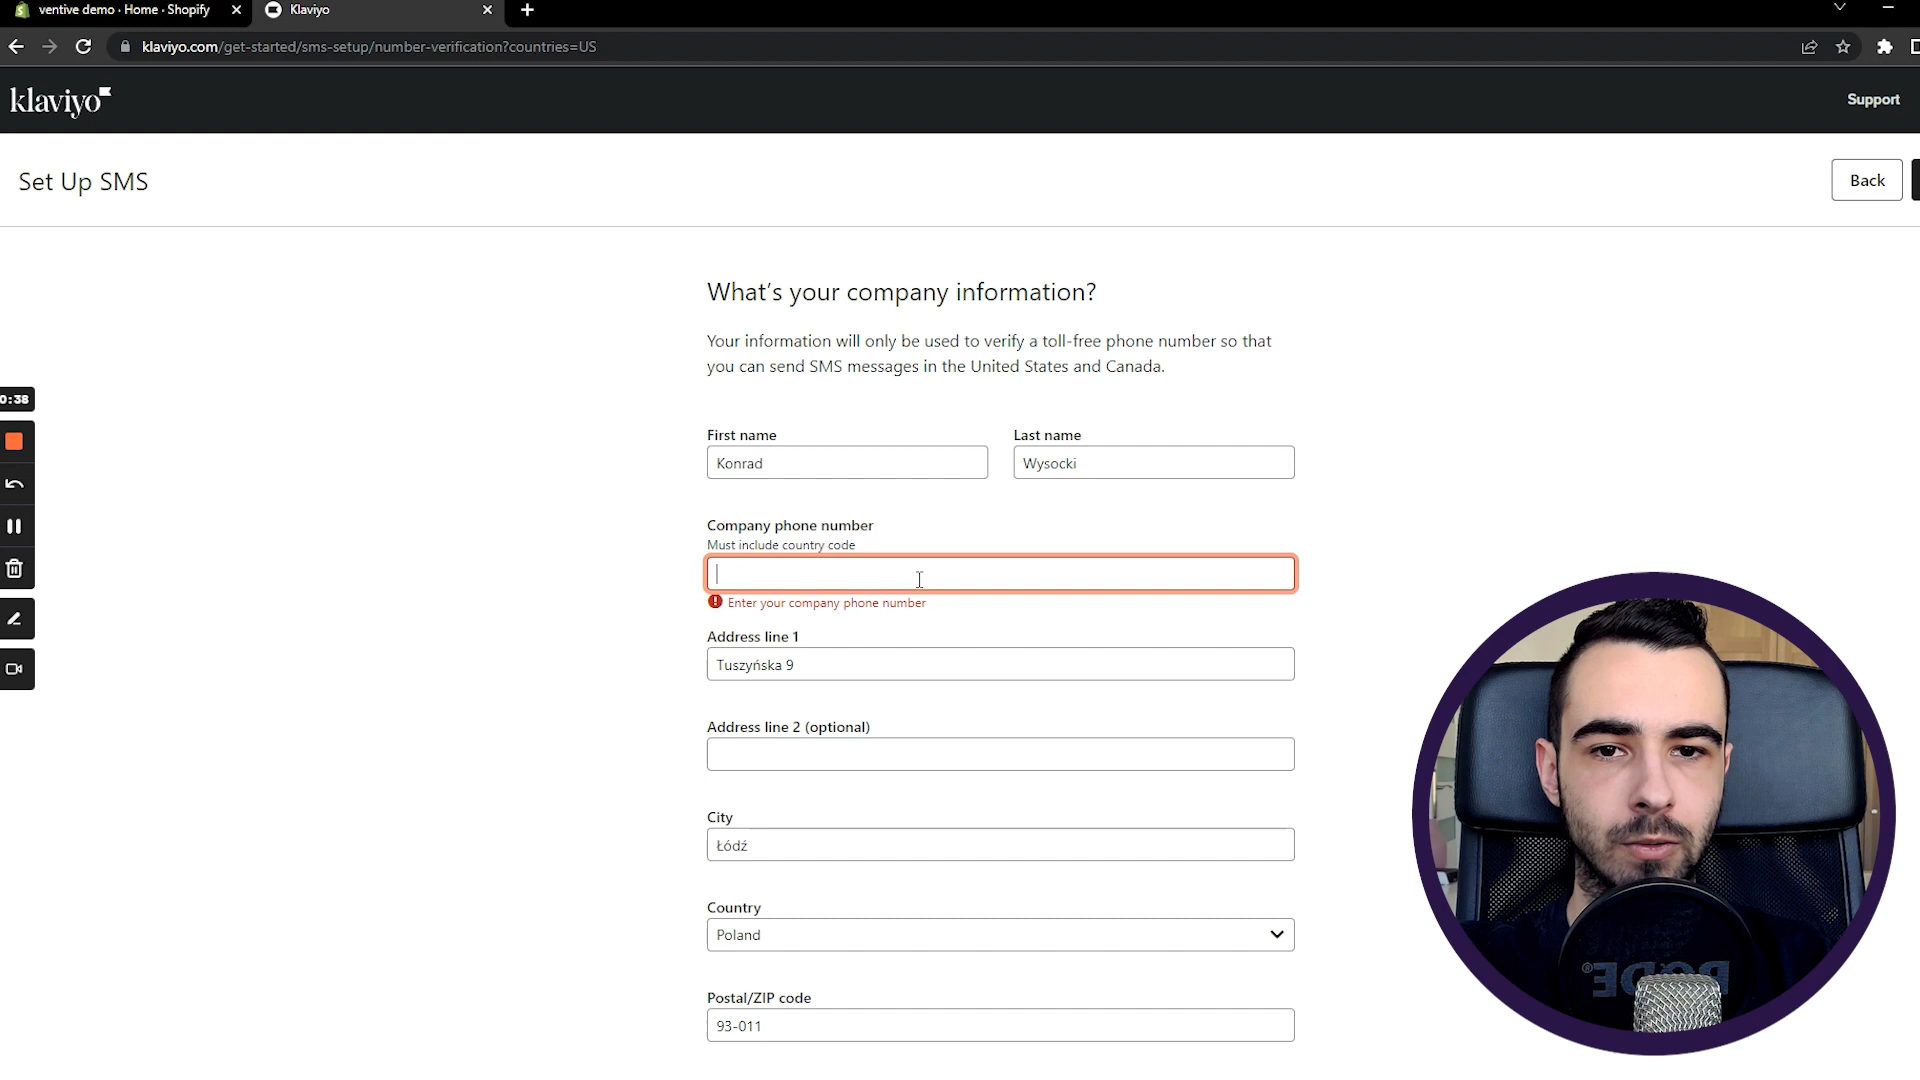 ventive demo · Home · Shopify
Klaviyo
klaviyo.com/get-started/sms-setup/number-verification?countries=US
klaviyo
Support
Set Up SMS
Back
What's your company information?
Your information will only be used to verify a toll-free phone number so that
you can send SMS messages in the United States and Canada.
0:38
First name
Last name
Konrad
Wysocki
Company phone number
Must include country code
Enter your company phone number
Address line 1
Tuszyńska 9
Address line 2 (optional)
City
Łódź
Country
Poland
Postal/ZIP code
93-011
RODE®